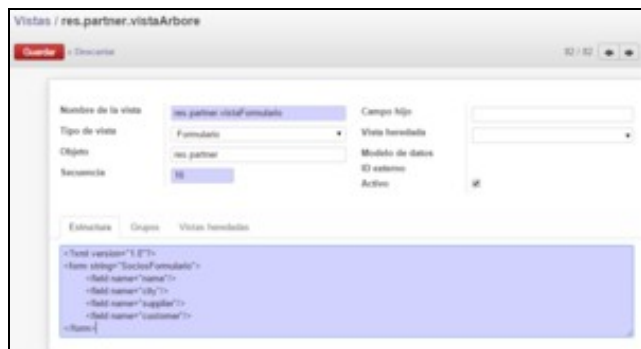 Vistas / res.partner.vistaArbore
Guardar o Descartar
92 / 92
Nombre de la vista res.partner.vistaFormulario
Campo hijo
Tipo de vista Formulario
Vista heredada
Objeto res.partner
Modelo de datos
Secuencia 16
ID externo
Activo
Estructura Grupos Vistas heredadas
<?xml version="1.0"?>
<form string="SociosFormulario">
<field name="name"/>
<field name="city"/>
<field name="supplier"/>
<field name="customer"/>
</form>